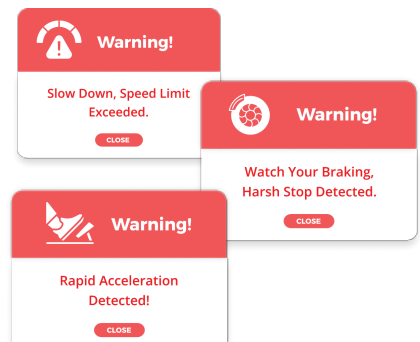 Warning!
Slow Down, Speed Limit
Exceeded.
CLOSE
Warning!
Watch Your Braking,
Harsh Stop Detected.
CLOSE
Warning!
Rapid Acceleration
Detected!
CLOSE